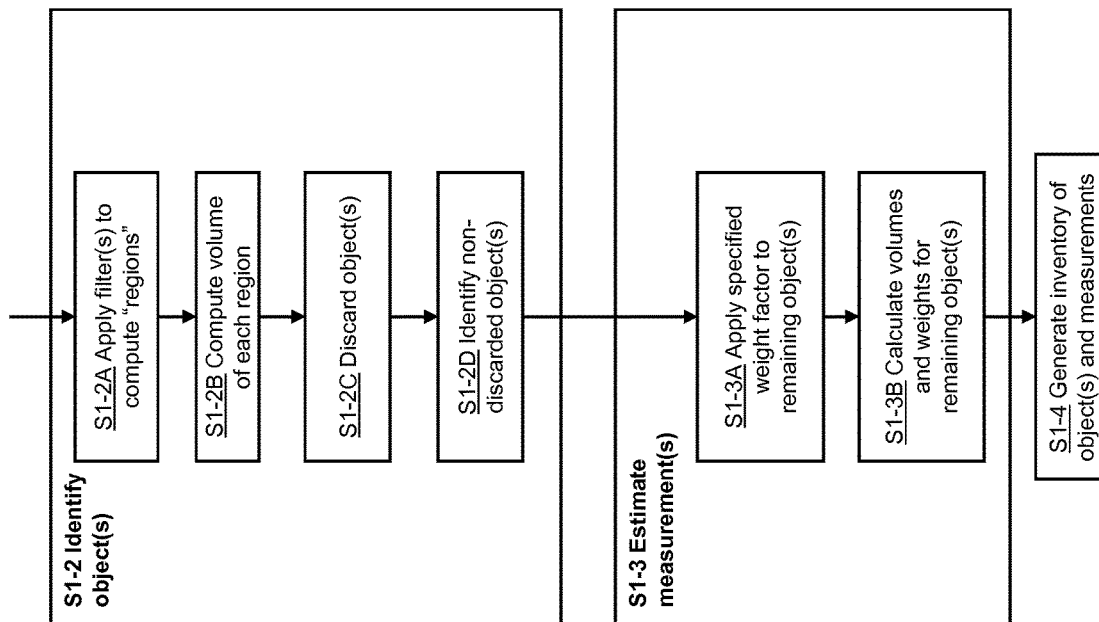 S1-2 Identify
object(s)
S1-2A Apply filter(s) to
compute “regions”
S1-2B Compute volume
of each region
S1-2C Discard object(s)
S1-2D Identify non-
discarded object(s)
S1-3 Estimate
measurement(s)
S1-3A Apply specified
weight factor to
remaining object(s)
S1-3B Calculate volumes
and weights for
remaining object(s)
S1-4 Generate inventory of
object(s) and measurements